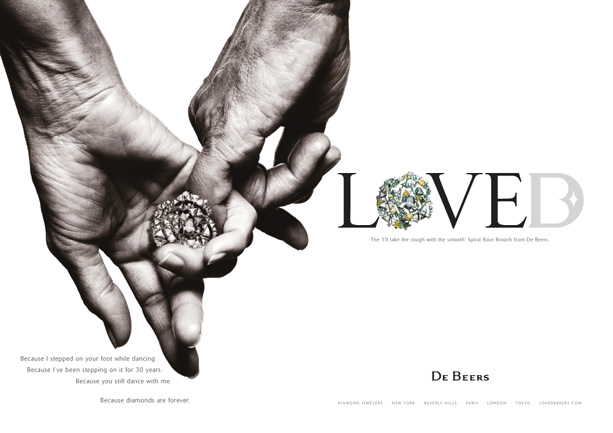 LOVED
The 'I'll take the rough with the smooth' Spiral Rose Brooch from De Beers.
Because I stepped on your foot while dancing.
Because I've been stepping on it for 30 years.
Because you still dance with me.
Because diamonds are forever.
DE BEERS
DIAMOND JEWELERS · NEW YORK · BEVERLY HILLS · PARIS · LONDON · TOKYO · LOVEDEBEERS.COM